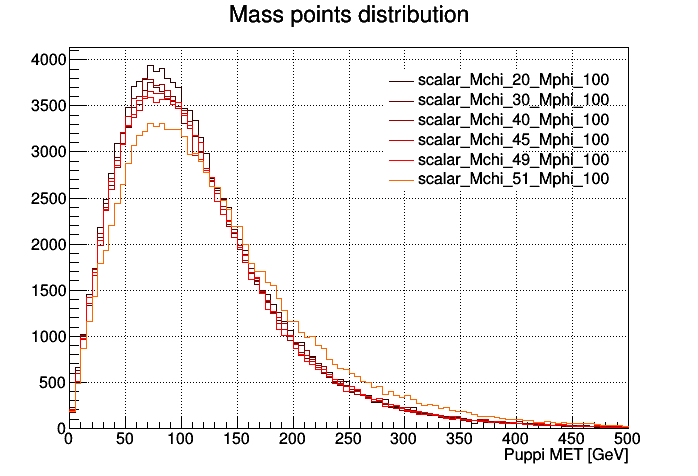 Mass points distribution
4000
3500
3000
2500
2000
1500
1000
500
0
scalar_Mchi_20_Mphi_100
scalar_Mchi_30_Mphi_100
scalar_Mchi_40_Mphi_100
scalar_Mchi_45_Mphi_100
scalar_Mchi_49_Mphi_100
scalar_Mchi_51_Mphi_100
0 50 100 150 200 250 300 350 400 450 500
Puppi MET [GeV]